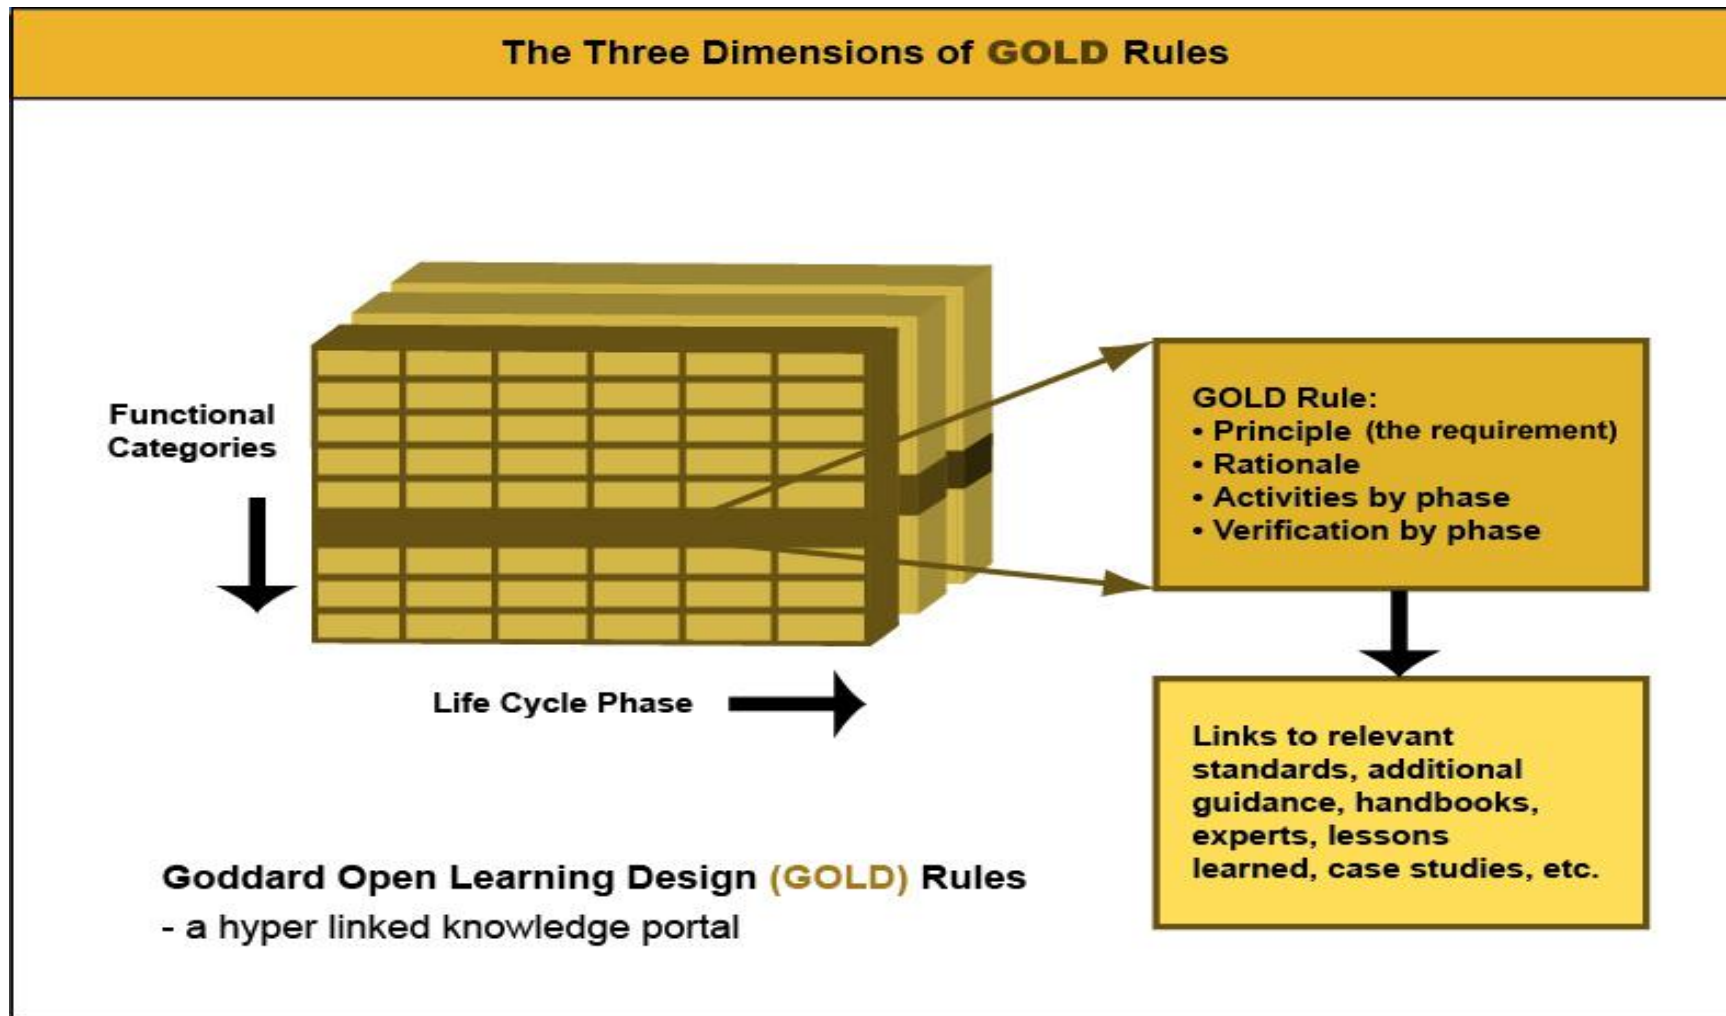 The Three Dimensions of GOLD Rules
Functional
Categories
GOLD Rule:
• Principle (the requirement)
• Rationale
• Activities by phase
• Verification by phase
Life Cycle Phase
Links to relevant
standards, additional
guidance, handbooks,
experts, lessons
learned, case studies, etc.
Goddard Open Learning Design (GOLD) Rules
- a hyper linked knowledge portal